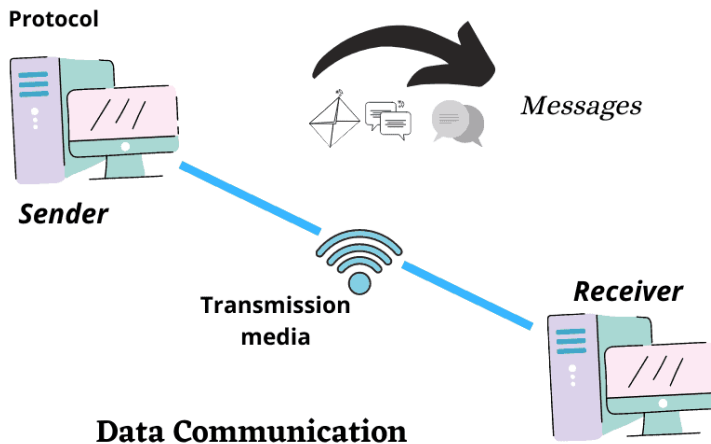 Protocol
Messages
Sender
Transmission
media
Receiver
Data Communication